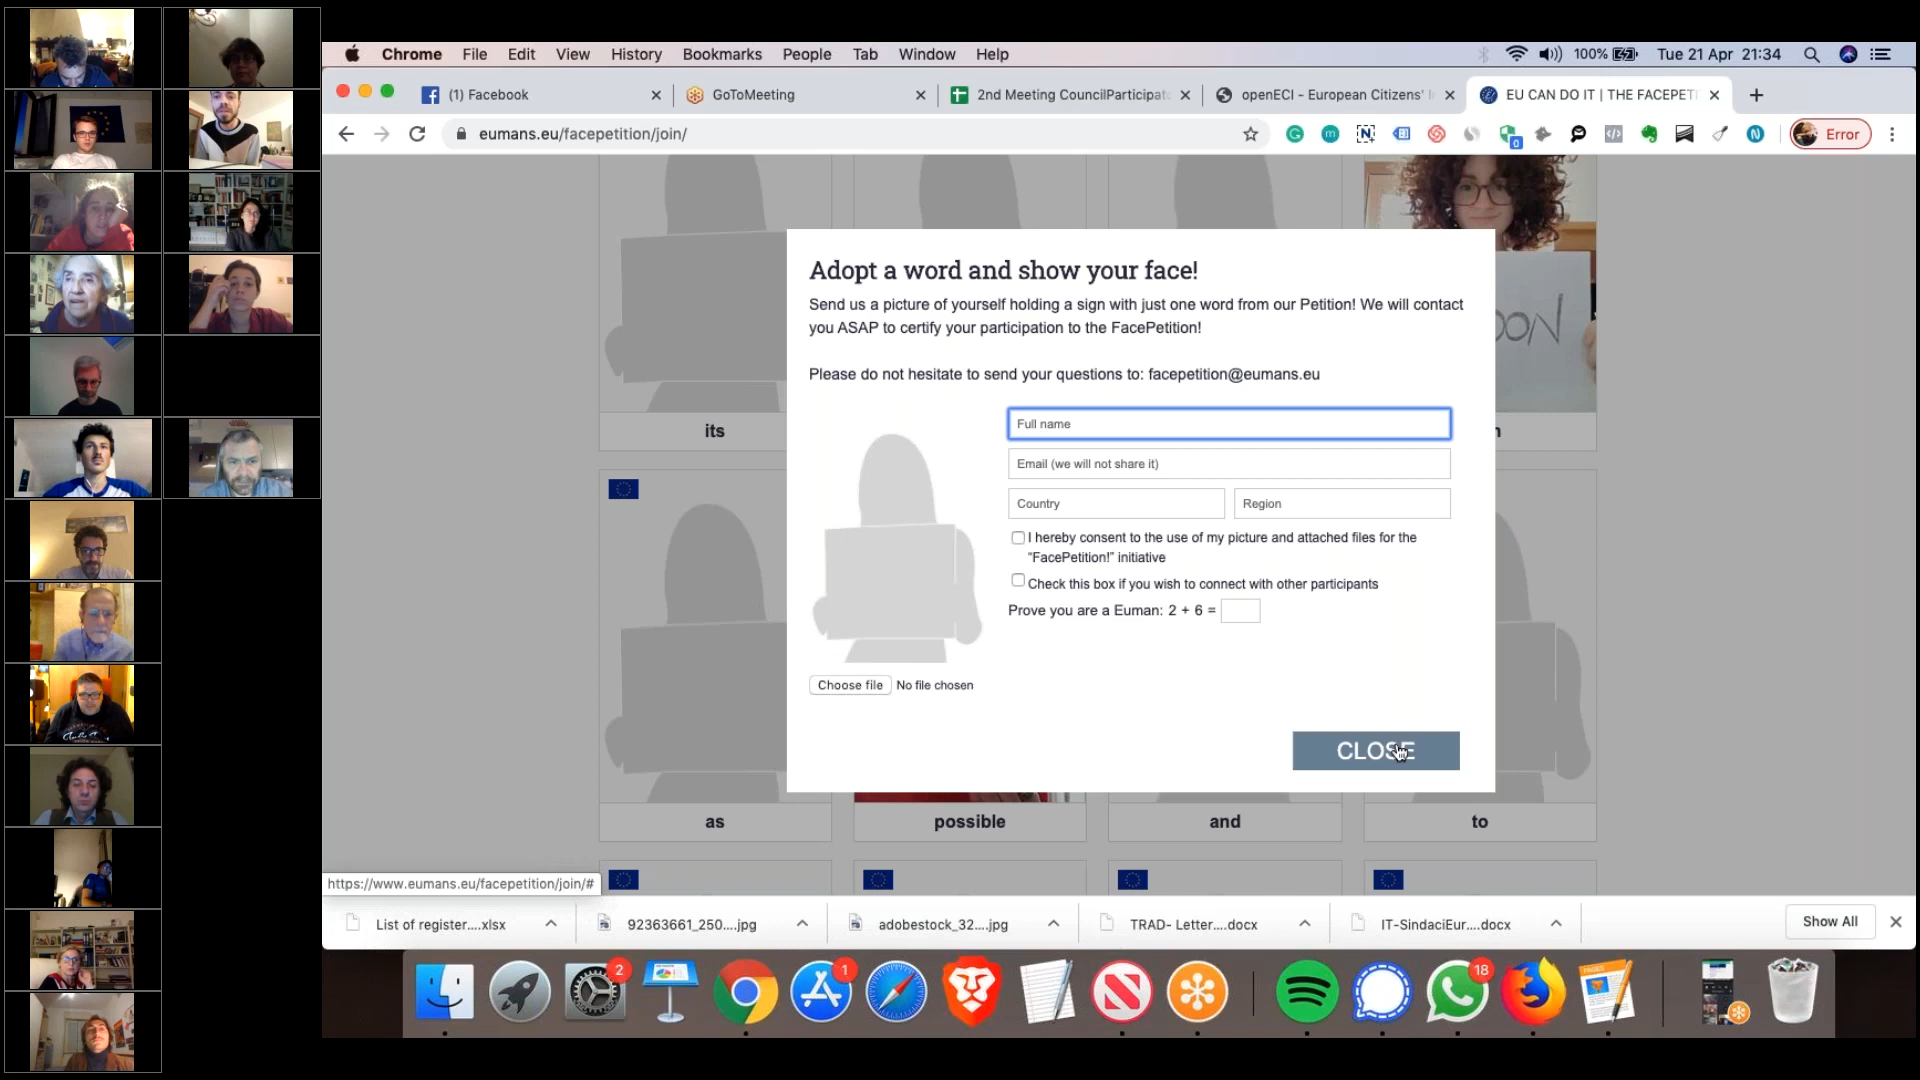 Chrome File Edit View History Bookmarks People Tab Window Help 100% Tue 21 Apr 21:34
(1) Facebook
GoToMeeting
2nd Meeting CouncilParticipat
openECI - European Citizens' I
EU CAN DO IT | THE FACEPETI
eumans.eu/facepetition/join/
Error
Adopt a word and show your face!
Send us a picture of yourself holding a sign with just one word from our Petition! We will contact
you ASAP to certify your participation to the FacePetition!
Please do not hesitate to send your questions to: facepetition@eumans.eu
Full name
Email (we will not share it)
Country Region
I hereby consent to the use of my picture and attached files for the
"FacePetition!" initiative
Check this box if you wish to connect with other participants
Prove you are a Euman: 2 + 6 =
Choose file No file chosen
CLOSE
its
as possible and to
https://www.eumans.eu/facepetition/join/#
List of register....xlsx
92363661_250....jpg
adobestock_32....jpg
TRAD- Letter....docx
IT-SindaciEur....docx
Show All
2
1
18